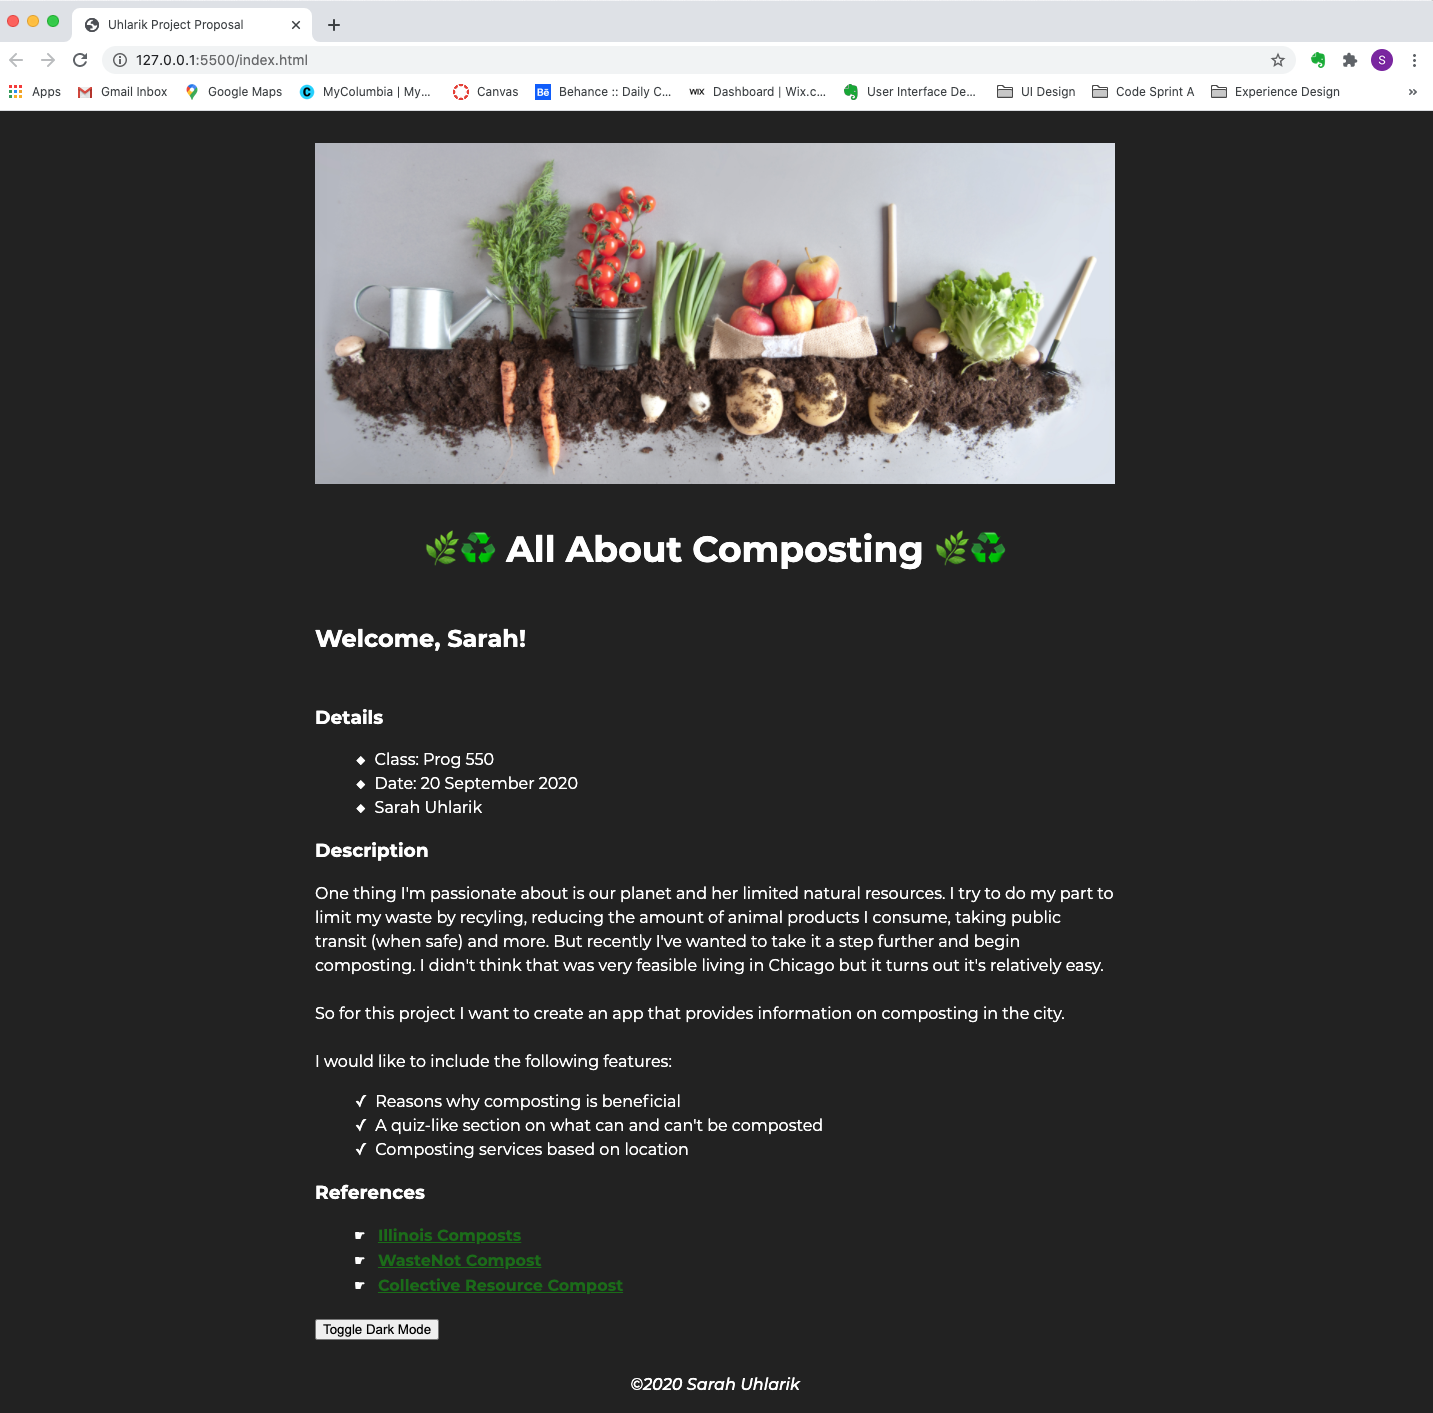 Uhlarik Project Proposal
127.0.0.1:5500/index.html
S
Apps Gmail Inbox Google Maps MyColumbia | My... Canvas Bē Behance :: Daily C... WIX Dashboard | Wix.c... User Interface De... UI Design Code Sprint A Experience Design »
🌿♻️ All About Composting 🌿♻️
Welcome, Sarah!
Details
◆ Class: Prog 550
◆ Date: 20 September 2020
◆ Sarah Uhlarik
Description
One thing I'm passionate about is our planet and her limited natural resources. I try to do my part to
limit my waste by recyling, reducing the amount of animal products I consume, taking public
transit (when safe) and more. But recently I've wanted to take it a step further and begin
composting. I didn't think that was very feasible living in Chicago but it turns out it's relatively easy.
So for this project I want to create an app that provides information on composting in the city.
I would like to include the following features:
✓ Reasons why composting is beneficial
✓ A quiz-like section on what can and can't be composted
✓ Composting services based on location
References
☛ Illinois Composts
☛ WasteNot Compost
☛ Collective Resource Compost
Toggle Dark Mode
©2020 Sarah Uhlarik